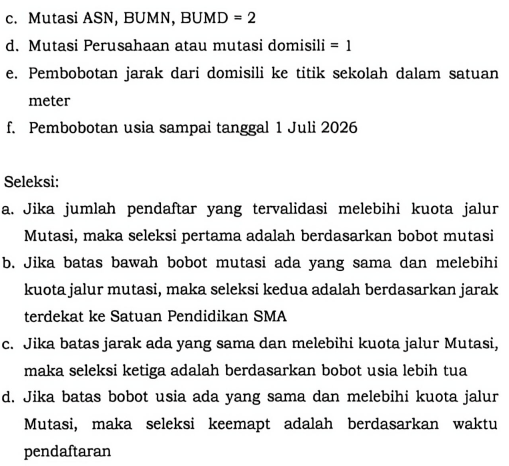 c. Mutasi ASN, BUMN, BUMD = 2
d. Mutasi Perusahaan atau mutasi domisili = 1
e. Pembobotan jarak dari domisili ke titik sekolah dalam satuan
meter
f. Pembobotan usia sampai tanggal 1 Juli 2026
Seleksi:
a. Jika jumlah pendaftar yang tervalidasi melebihi kuota jalur
Mutasi, maka seleksi pertama adalah berdasarkan bobot mutasi
b. Jika batas bawah bobot mutasi ada yang sama dan melebihi
kuota jalur mutasi, maka seleksi kedua adalah berdasarkan jarak
terdekat ke Satuan Pendidikan SMA
c. Jika batas jarak ada yang sama dan melebihi kuota jalur Mutasi,
maka seleksi ketiga adalah berdasarkan bobot usia lebih tua
d. Jika batas bobot usia ada yang sama dan melebihi kuota jalur
Mutasi, maka seleksi keemapt adalah berdasarkan waktu
pendaftaran